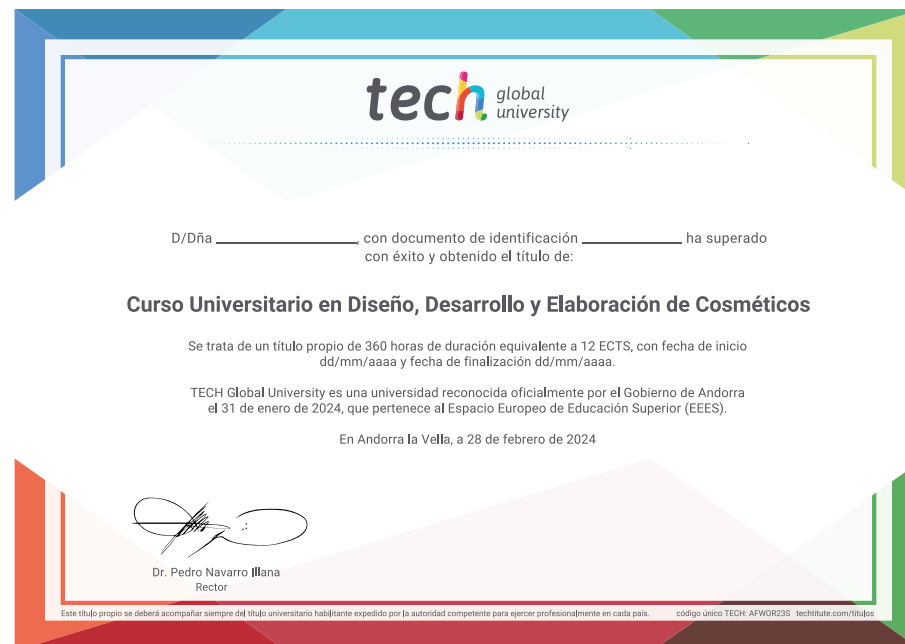 tech global university
D/Dña ____________________, con documento de identificación ______________ ha superado
con éxito y obtenido el título de:
Curso Universitario en Diseño, Desarrollo y Elaboración de Cosméticos
Se trata de un título propio de 360 horas de duración equivalente a 12 ECTS, con fecha de inicio
dd/mm/aaaa y fecha de finalización dd/mm/aaaa.
TECH Global University es una universidad reconocida oficialmente por el Gobierno de Andorra
el 31 de enero de 2024, que pertenece al Espacio Europeo de Educación Superior (EEES).
En Andorra la Vella, a 28 de febrero de 2024
Dr. Pedro Navarro Illana
Rector
Este título propio se deberá acompañar siempre del título universitario habilitante expedido por la autoridad competente para ejercer profesionalmente en cada país. código único TECH: AFWOR23S techtitute.com/titulos